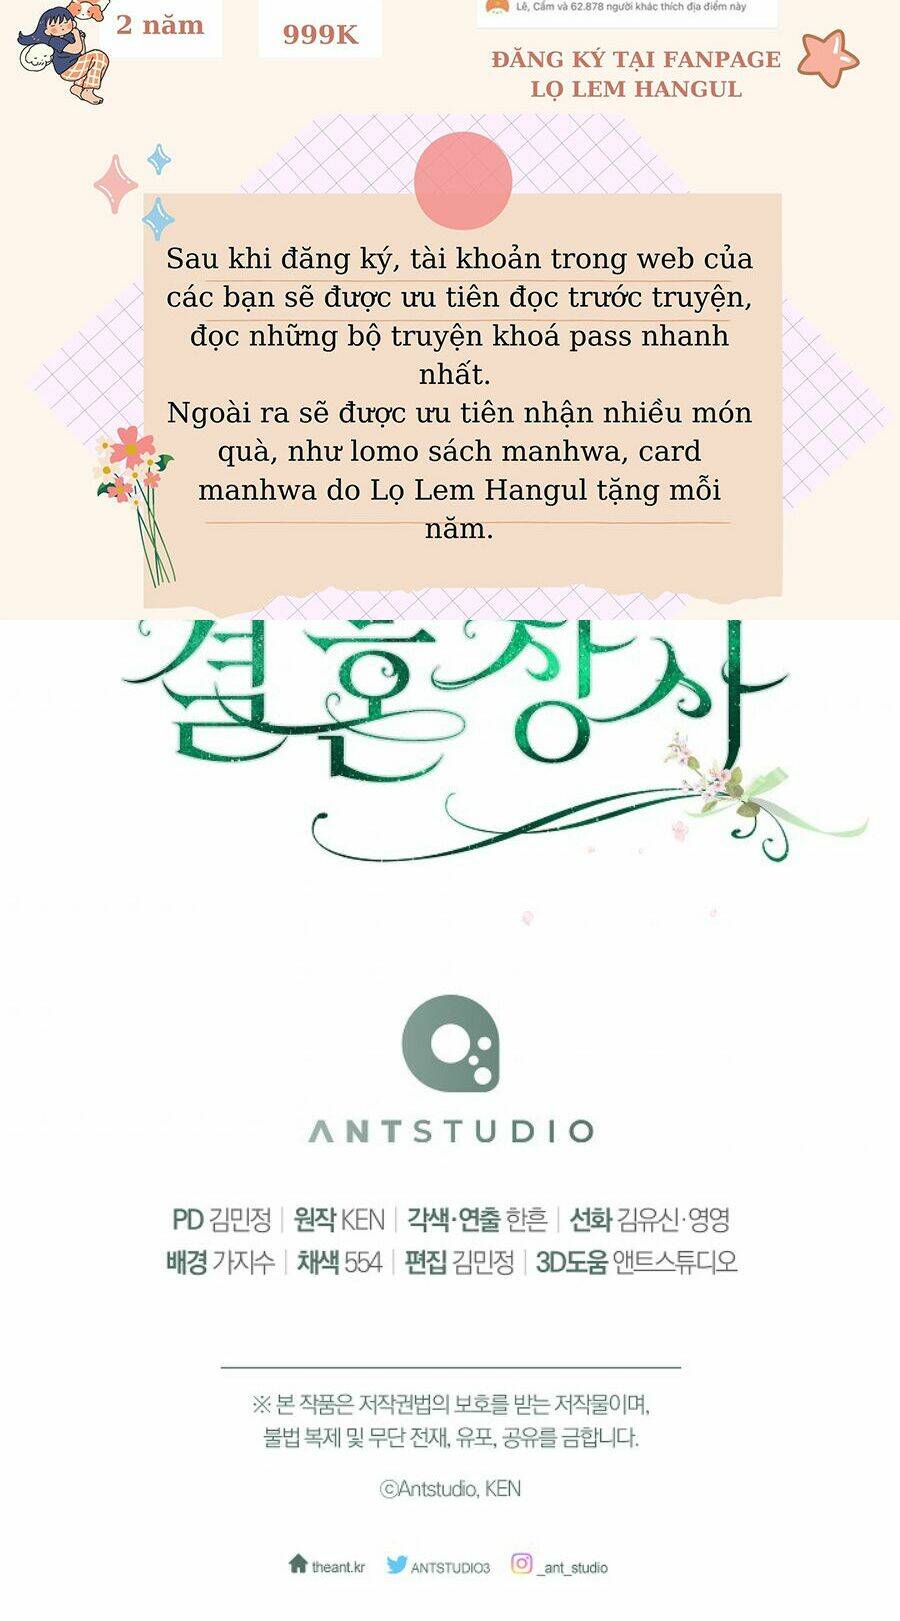 2 năm
999K
Lê, Cẩm và 62.878 người khác thích địa điểm này
ĐĂNG KÝ TẠI FANPAGE
LỌ LEM HANGUL
Sau khi đăng ký, tài khoản trong web của
các bạn sẽ được ưu tiên đọc trước truyện,
đọc những bộ truyện khoá pass nhanh
nhất.
Ngoài ra sẽ được ưu tiên nhận nhiều món
quà, như lomo sách manhwa, card
manhwa do Lọ Lem Hangul tặng mỗi
năm.
결혼 장사
ANTSTUDIO
PD 김민정 | 원작 KEN | 각색·연출 한흔 | 선화 김유신·영영
배경 가지수 | 채색 554 | 편집 김민정 | 3D도움 앤트스튜디오
※ 본 작품은 저작권법의 보호를 받는 저작물이며,
불법 복제 및 무단 전재, 유포, 공유를 금합니다.
ⓒAntstudio, KEN
theant.kr ANTSTUDIO3 _ant_studio